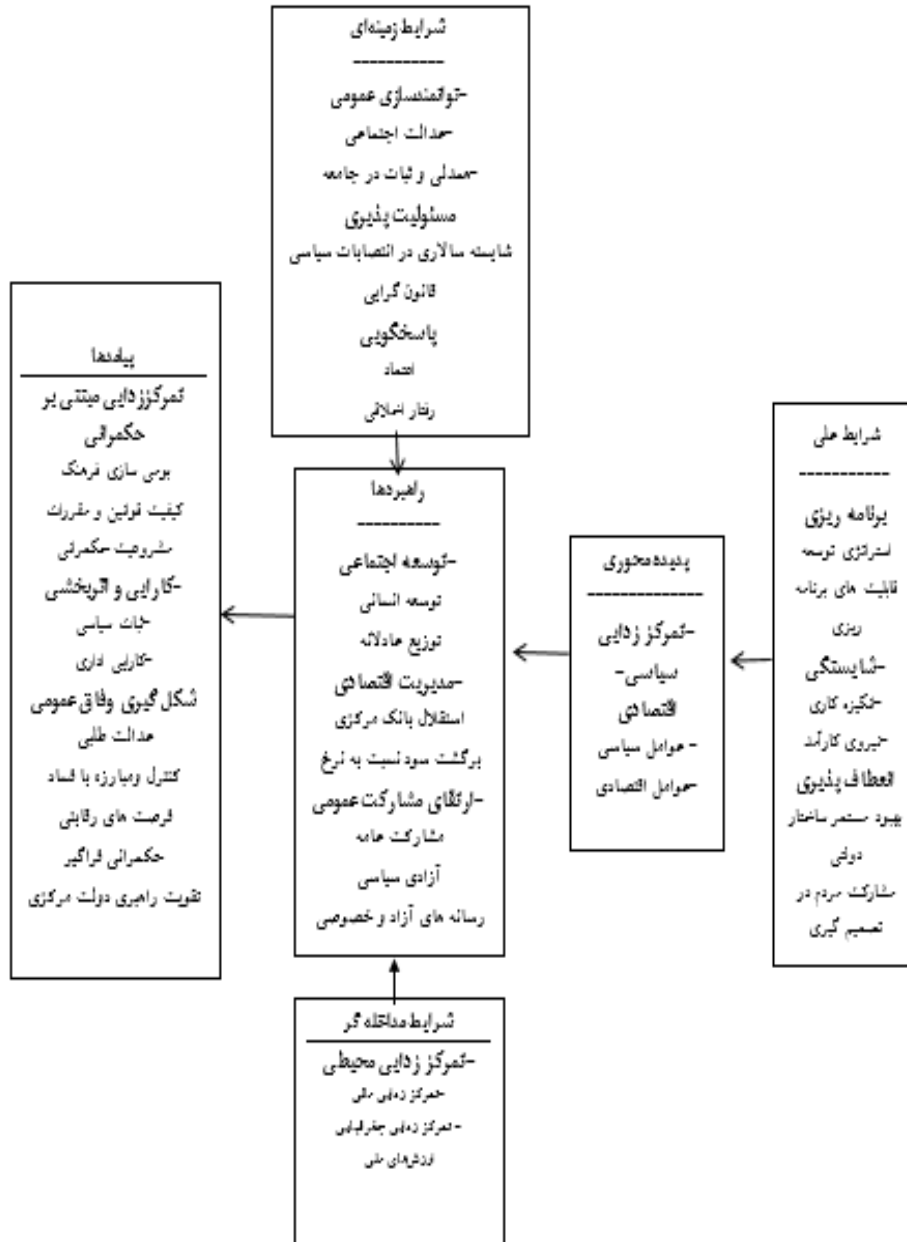 شرایط زمینه‌ای
------------
-توانمندسازی عمومی
-عدالت اجتماعی
-همدلی و ثبات در جامعه
مسئولیت پذیری
شایسته سالاری در انتصابات سیاسی
قانون گرایی
پاسخگویی
اعتماد
رفتار اخلاقی
شرایط علی
------------
برنامه ریزی
استراتژی توسعه
قابلیت های برنامه
ریزی
-شایستگی
-انگیزه کاری
-نیروی کارآمد
انعطاف پذیری
بهبود مستمر ساختار
دولتی
مشارکت مردم در
تصمیم گیری
پدیده محوری
--------------
-تمرکز زدایی
سیاسی-
اقتصادی
- عوامل سیاسی
-عوامل اقتصادی
راهبردها
----------
-توسعه اجتماعی
توسعه انسانی
توزیع عادلانه
-مدیریت اقتصادی
استقلال بانک مرکزی
برگشت سود نسبت به نرخ
-ارتقای مشارکت عمومی
مشارکت عامه
آزادی سیاسی
رسانه های آزاد و خصوصی
پیامدها
تمرکززدایی مبتنی بر
حکمرانی
بومی سازی فرهنگ
کیفیت قوانین و مقررات
مشروعیت حکمرانی
-کارایی و اثربخشی
-ثبات سیاسی
-کارایی اداری
شکل گیری وفاق عمومی
عدالت طلبی
کنترل ومبارزه با فساد
فرصت های رقابتی
حکمرانی فراگیر
تقویت راهبری دولت مرکزی
شرایط مداخله گر
-تمرکز زدایی محیطی
-تمرکز زدایی مالی
- تمرکز زدایی جغرافیایی
ارزش‌های ملی